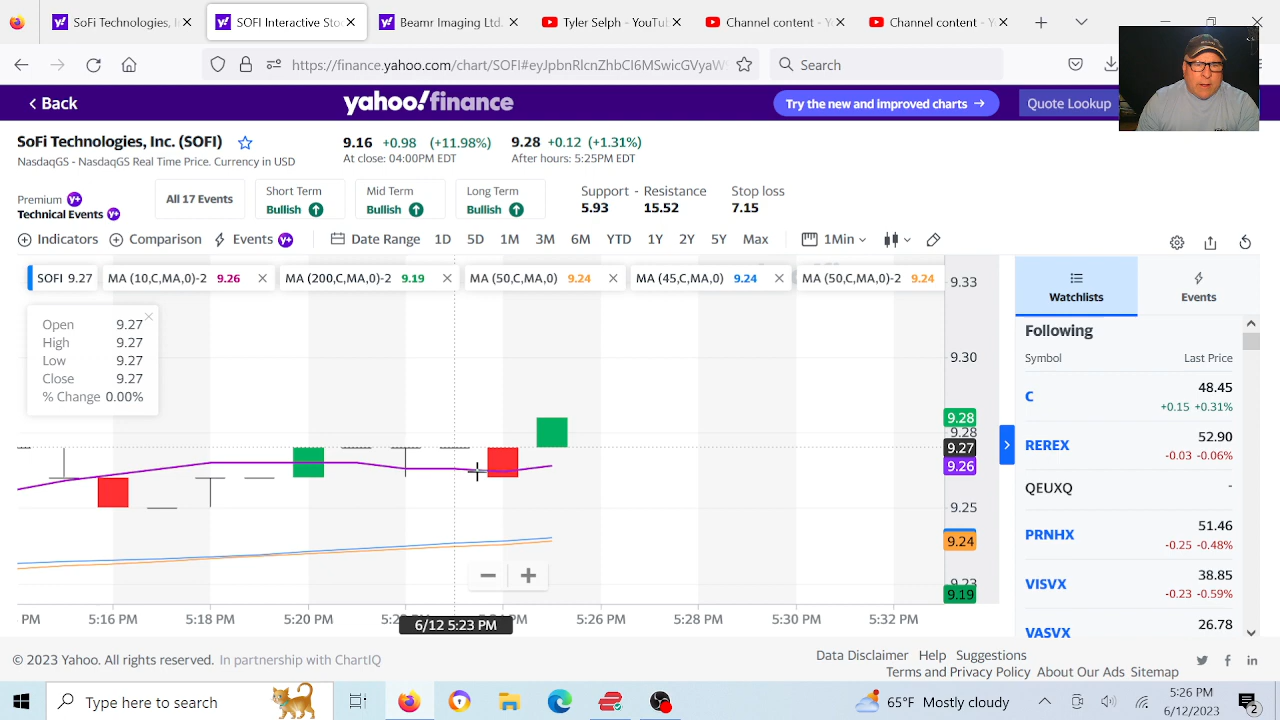 SOFI Technologies, Inc. ( ×
SOFI Interactive Stoc ×
Tyler Speth - YouTu ×
Channel content - Yo ×
Mostly cloudy -
https://finance.yahoo.com/chart/SOFI#eyJpbnRlcnZhbCI6MSwicGVyaW
Search
< Back
yahoo!finance
Try the new and improved charts →
Quote Lookup
SoFi Technologies, Inc. (SOFI)
9.16 +0.98 (+11.98%)
9.28 +0.12 (+1.31%)
NasdaqGS - NasdaqGS Real Time Price. Currency in USD
At close: 04:00PM EDT
After hours: 5:25PM EDT
Premium Y+
Technical Events Y+
All 17 Events
Short Term
Bullish
Mid Term
Bullish
Long Term
Bullish
Support - Resistance
5.93 15.52
Stop loss
7.15
Indicators
Comparison
Events Y+
Date Range 1D 5D 1M 3M 6M YTD 1Y 2Y 5Y Max
1Min
SOFI 9.27
MA (10,C,MA,0)-2 9.26
MA (200,C,MA,0)-2 9.19
MA (50,C,MA,0) 9.24
MA (45,C,MA,0) 9.24
MA (50,C,MA,0)-2 9.24
Open 9.27
High 9.27
Low 9.27
Close 9.27
% Change 0.00%
9.33
9.30
9.28
9.28
9.27
9.26
9.25
9.24
9.23
9.19
PM 5:16 PM 5:18 PM 5:20 PM 6/12 5:23 PM 5:26 PM 5:28 PM 5:30 PM 5:32 PM
Watchlists
Events
Following
Symbol Last Price
C 48.45
+0.15 +0.31%
REREX 52.90
-0.03 -0.06%
QEUXQ -
PRNHX 51.46
-0.25 -0.48%
VISVX 38.85
-0.23 -0.59%
VASVX 26.78
© 2023 Yahoo. All rights reserved. In partnership with ChartIQ
Data Disclaimer Help Suggestions
Terms and Privacy Policy About Our Ads Sitemap
Type here to search
65°F Mostly cloudy
5:26 PM
6/12/2023
2